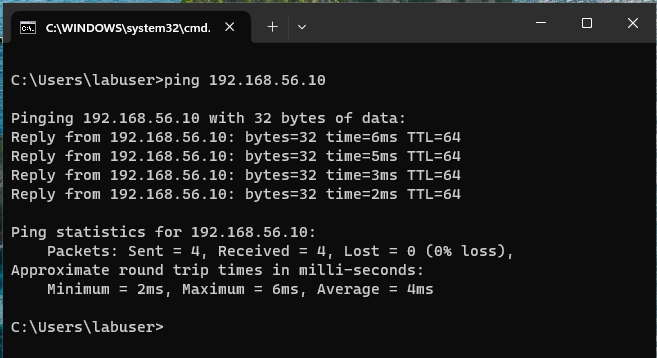 C:\WINDOWS\system32\cmd.
C:\Users\labuser>ping 192.168.56.10
Pinging 192.168.56.10 with 32 bytes of data:
Reply from 192.168.56.10: bytes=32 time=6ms TTL=64
Reply from 192.168.56.10: bytes=32 time=5ms TTL=64
Reply from 192.168.56.10: bytes=32 time=3ms TTL=64
Reply from 192.168.56.10: bytes=32 time=2ms TTL=64
Ping statistics for 192.168.56.10:
    Packets: Sent = 4, Received = 4, Lost = 0 (0% loss),
Approximate round trip times in milli-seconds:
    Minimum = 2ms, Maximum = 6ms, Average = 4ms
C:\Users\labuser>